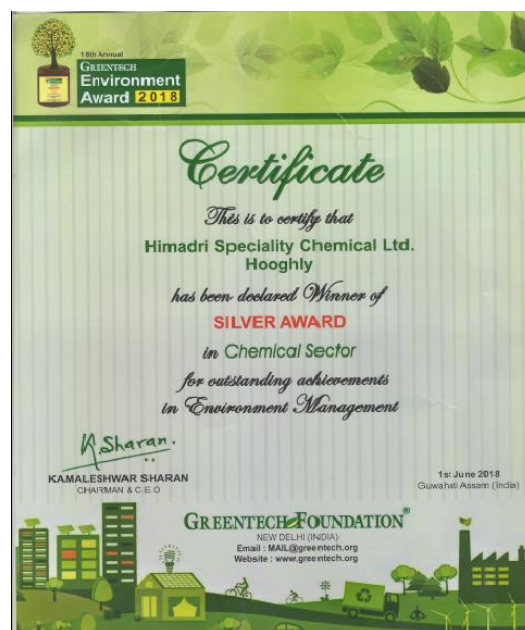 18th Annual
GREENTECH
Environment
Award 2018
Certificate
This is to certify that
Himadri Speciality Chemical Ltd.
Hooghly
has been declared Winner of
SILVER AWARD
in Chemical Sector
for outstanding achievements
in Environment Management
K.Sharan.
KAMALESHWAR SHARAN
CHAIRMAN & C.E.O
1st June 2018
Guwahati Assam (India)
GREENTECH FOUNDATION®
NEW DELHI (INDIA)
Email : MAIL@greentech.org
Website : www.greentech.org